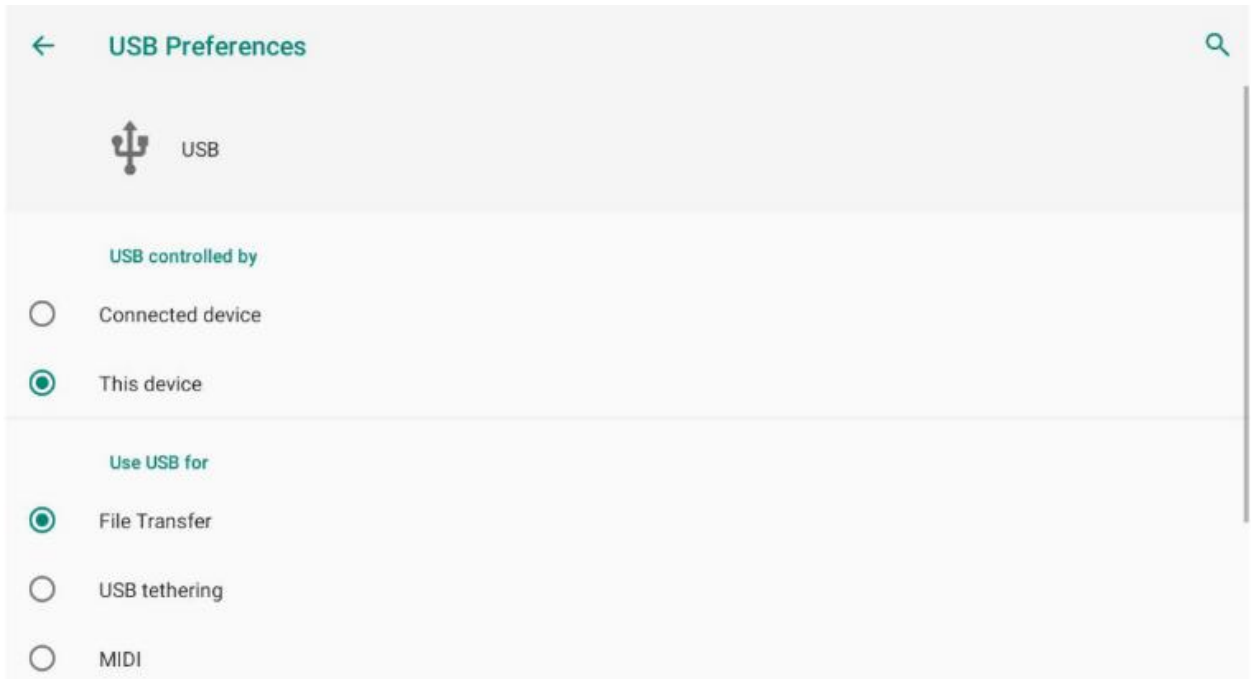 USB Preferences
USB
USB controlled by
Connected device
This device
Use USB for
File Transfer
USB tethering
MIDI